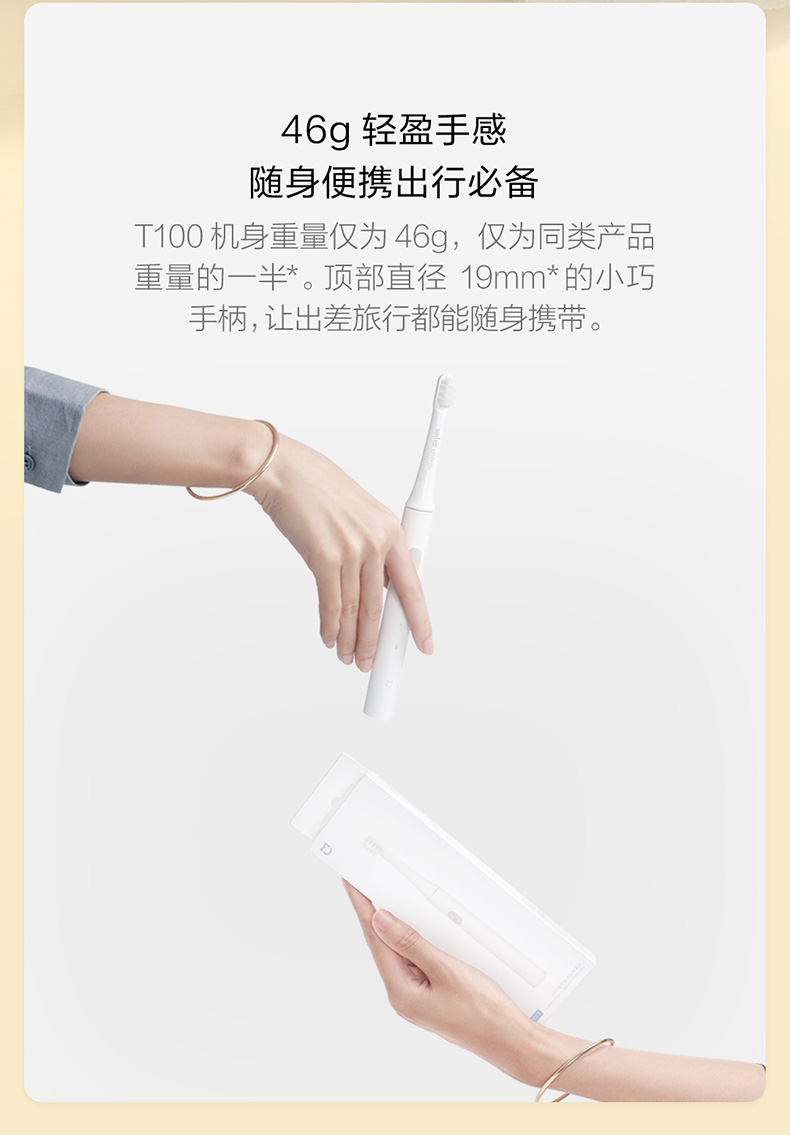 46g 轻盈手感
随身便携出行必备
T100 机身重量仅为 46g，仅为同类产品
重量的一半*。顶部直径 19mm* 的小巧
手柄，让出差旅行都能随身携带。